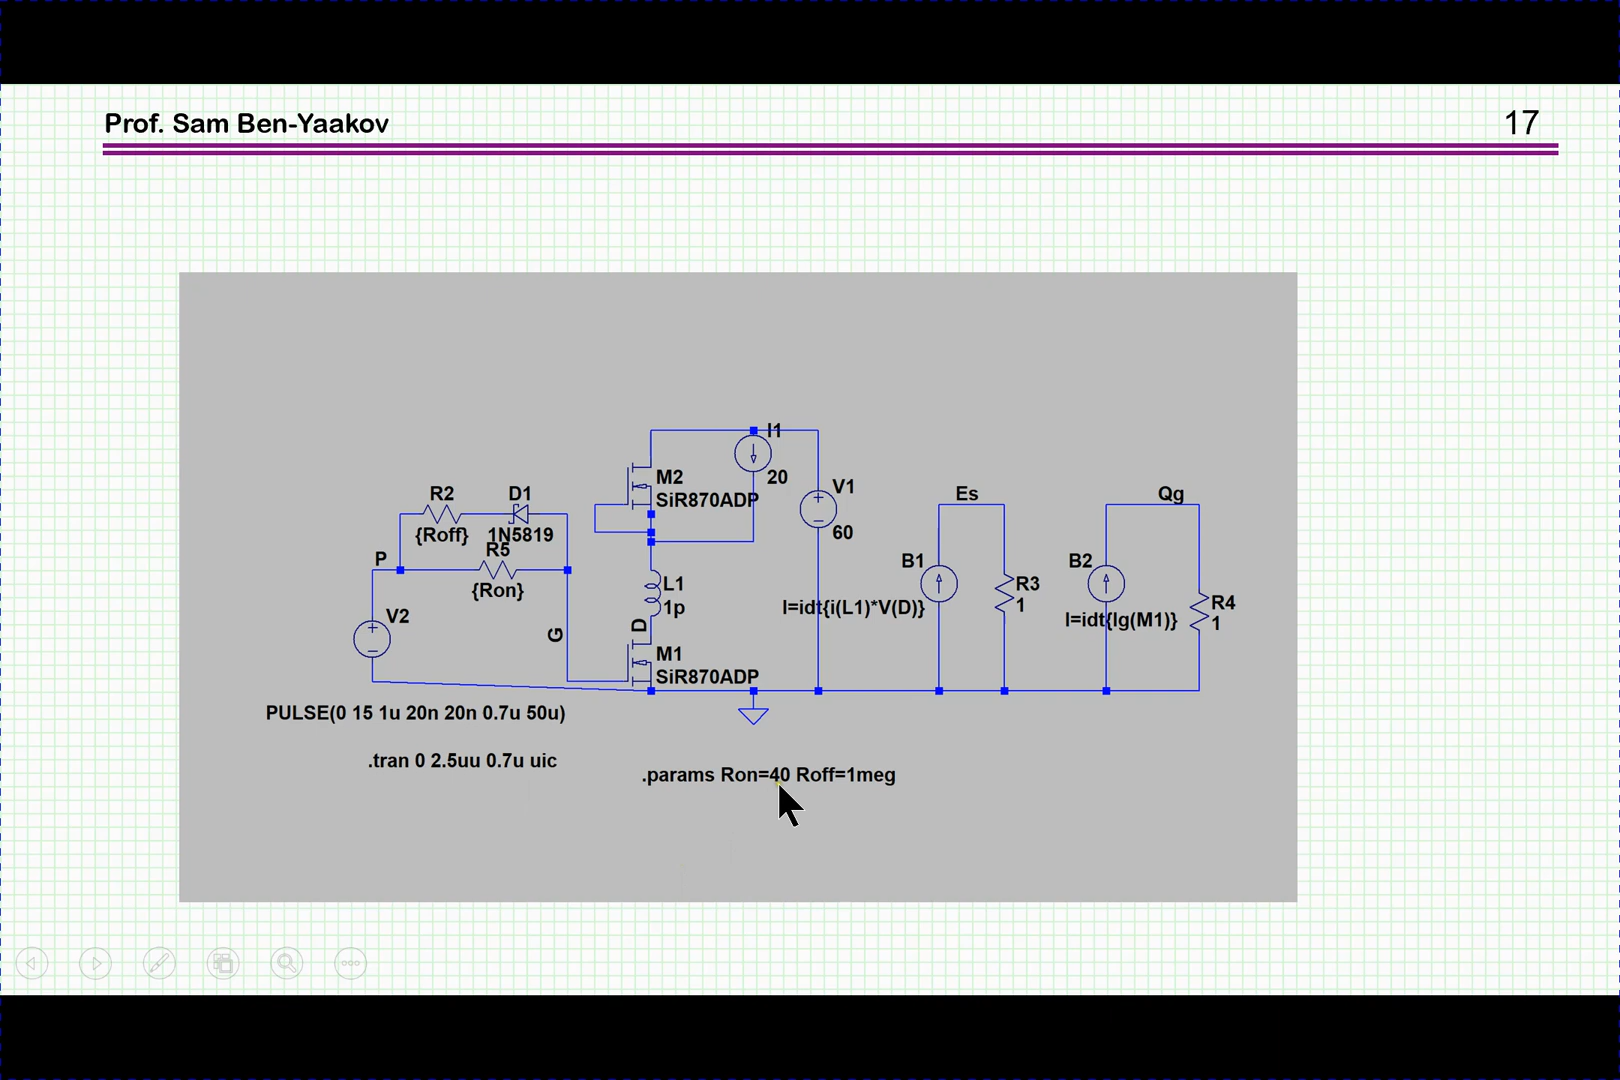 Prof. Sam Ben-Yaakov
17
I1
M2
20
SiR870ADP
V1
60
R2
D1
{Roff}
1N5819
R5
{Ron}
P
V2
G
L1
1p
D
M1
SiR870ADP
Es
B1
I=idt{i(L1)*V(D)}
R3
1
Qg
B2
I=idt{Ig(M1)}
R4
1
PULSE(0 15 1u 20n 20n 0.7u 50u)
.tran 0 2.5uu 0.7u uic
.params Ron=40 Roff=1meg